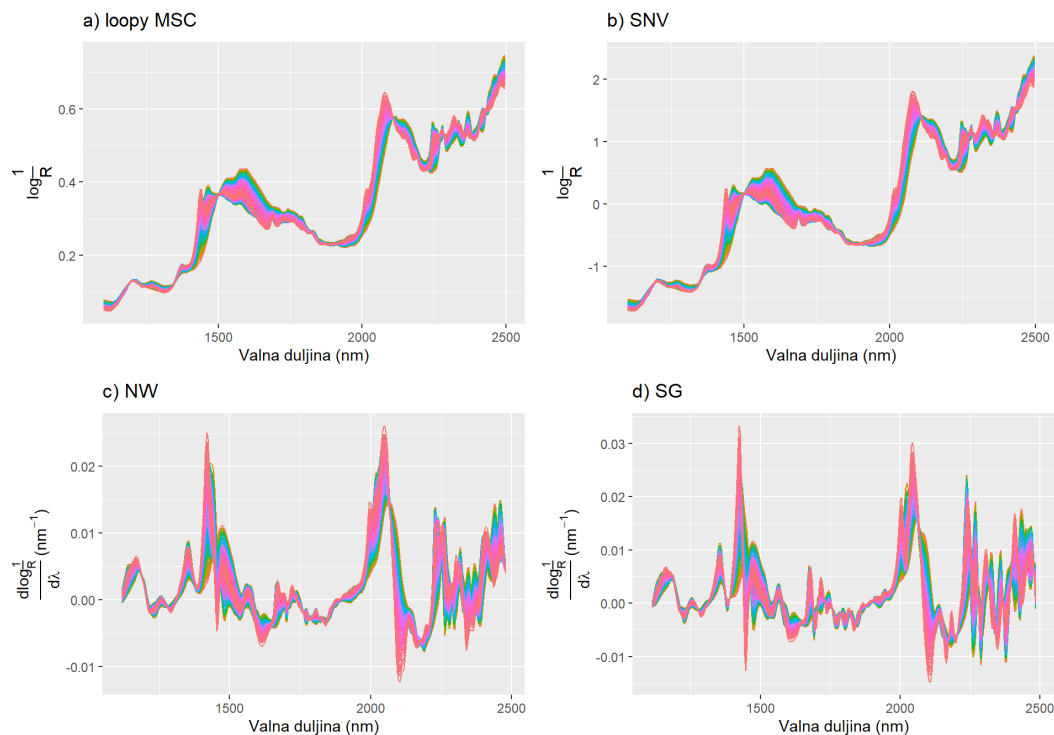 a) loopy MSC
0.6
0.4
0.2
log 1/R
1500
2000
2500
Valna duljina (nm)
b) SNV
2
1
0
-1
log 1/R
1500
2000
2500
Valna duljina (nm)
c) NW
0.02
0.01
0.00
-0.01
dlog 1/R / dλ (nm⁻¹)
1500
2000
2500
Valna duljina (nm)
d) SG
0.03
0.02
0.01
0.00
-0.01
dlog 1/R / dλ (nm⁻¹)
1500
2000
2500
Valna duljina (nm)